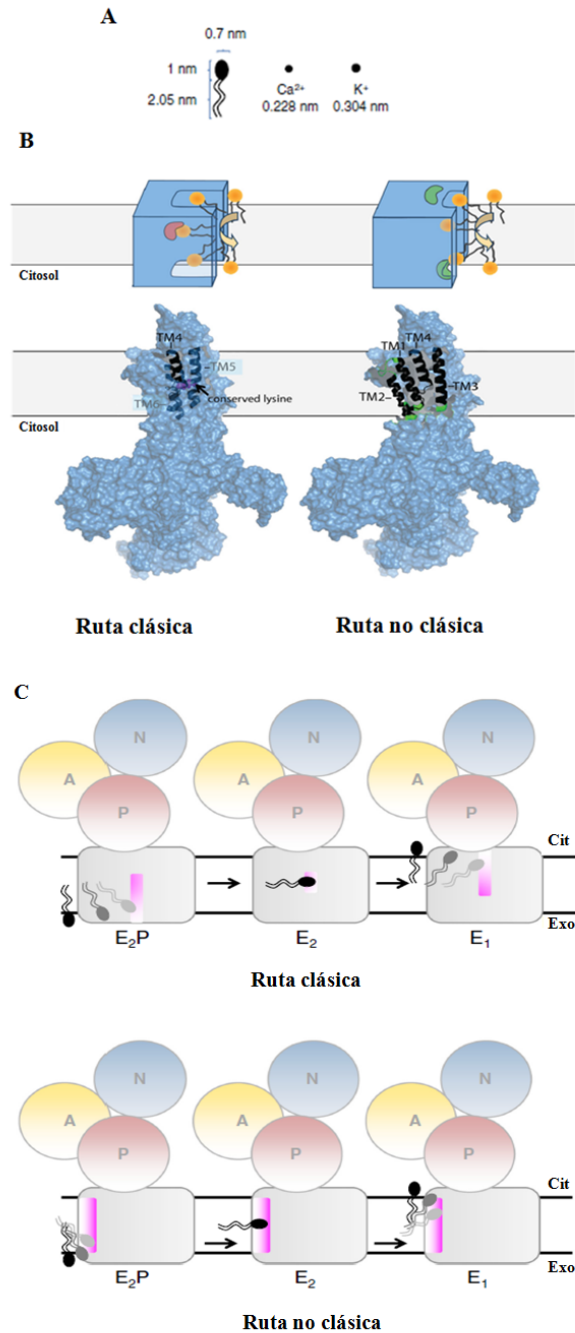 A
0.7 nm
1 nm
2.05 nm
Ca²⁺
0.228 nm
K⁺
0.304 nm
B
Citosol
TM4
TM5
TM6
conserved lysine
Citosol
TM1
TM4
TM2
TM3
Ruta clásica
Ruta no clásica
C
N
A
P
N
A
P
N
A
P
Cit
Exo
E₂P
E₂
E₁
Ruta clásica
N
A
P
N
A
P
N
A
P
Cit
Exo
E₂P
E₂
E₁
Ruta no clásica